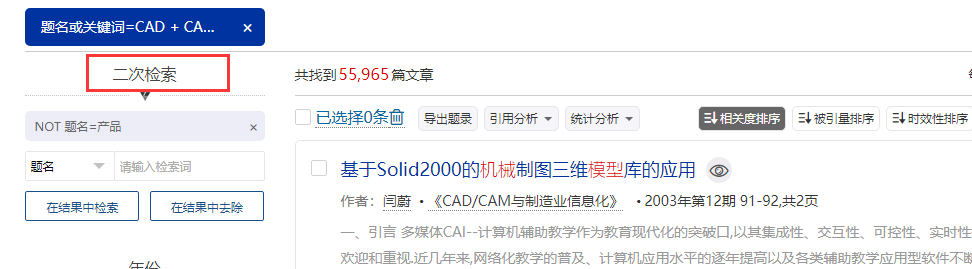 题名或关键词=CAD + CA... ×
二次检索
共找到55,965篇文章
NOT 题名=产品 ×
题名
请输入检索词
在结果中检索
在结果中去除
已选择0条
导出题录
引用分析
统计分析
相关度排序
被引量排序
时效性排序
基于Solid2000的机械制图三维模型库的应用
作者：闫蔚 • 《CAD/CAM与制造业信息化》 • 2003年第12期 91-92,共2页
一、引言 多媒体CAI--计算机辅助教学作为教育现代化的突破口,以其集成性、交互性、可控性、实时性
欢迎和重视.近几年来,网络化教学的普及、计算机应用水平的逐年提高以及各类辅助教学应用型软件不断